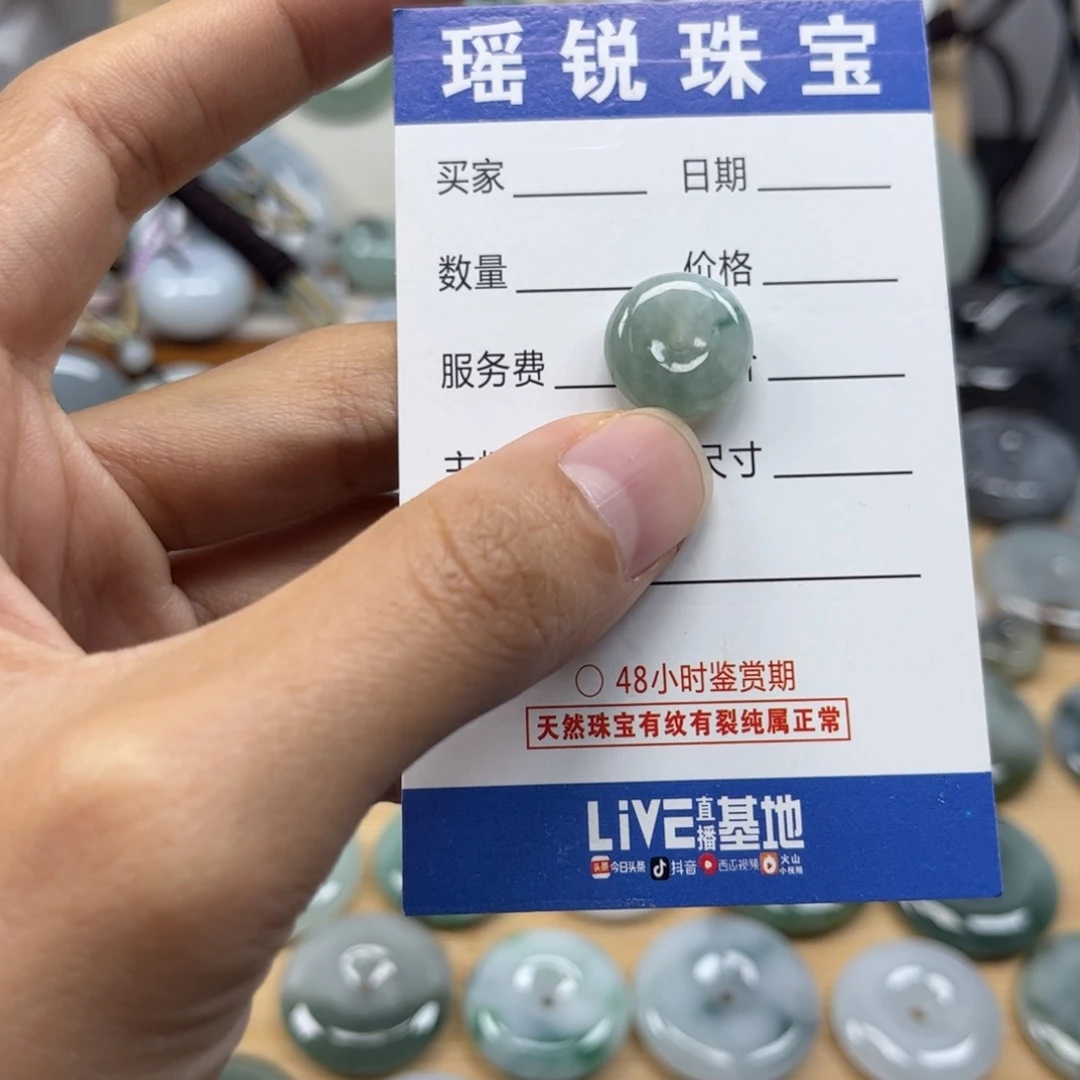 瑶锐珠宝
买家 日期
数量 价格
服务费
尺寸
48小时鉴赏期
天然珠宝有纹有裂纯属正常
LiVE直播基地
头条 今日头条 抖音 西瓜视频 火山小视频